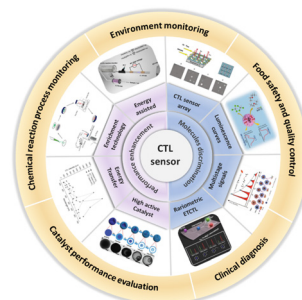 Environment monitoring
Food safety and quality control
Clinical diagnosis
Catalyst performance evaluation
Chemical reaction process monitoring
Energy
assisted
CTL sensor
array
Luminescence
curves
Multistage
signals
Ratiometric
ETCTL
High active
Catalyst
Energy
Transfer
Enrichment
technology
Performance enhancement
Molecules discrimination
CTL
sensor